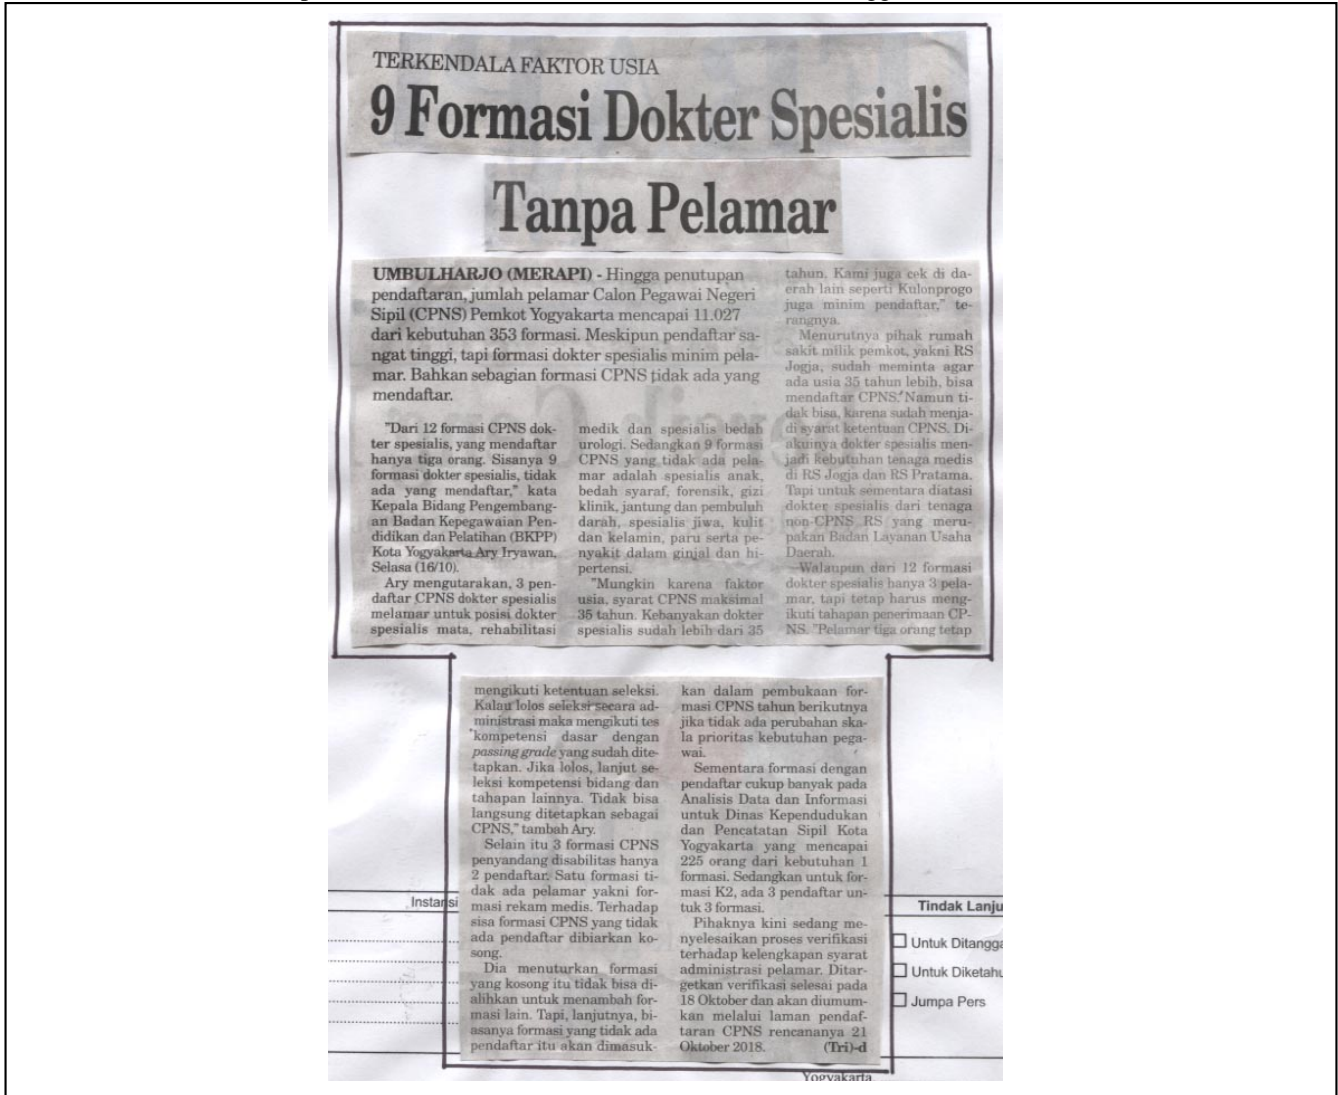 TERKENDALA FAKTOR USIA
9 Formasi Dokter Spesialis
Tanpa Pelamar
UMBULHARJO (MERAPI) - Hingga penutupan
pendaftaran, jumlah pelamar Calon Pegawai Negeri
Sipil (CPNS) Pemkot Yogyakarta mencapai 11.027
dari kebutuhan 353 formasi. Meskipun pendaftar sa-
ngat tinggi, tapi formasi dokter spesialis minim pela-
mar. Bahkan sebagian formasi CPNS tidak ada yang
mendaftar.
"Dari 12 formasi CPNS dok-
ter spesialis, yang mendaftar
hanya tiga orang. Sisanya 9
formasi dokter spesialis, tidak
ada yang mendaftar," kata
Kepala Bidang Pengembang-
an Badan Kepegawaian Pen-
didikan dan Pelatihan (BKPP)
Kota Yogyakarta Ary Iryawan,
Selasa (16/10).
Ary mengutarakan, 3 pen-
daftar CPNS dokter spesialis
melamar untuk posisi dokter
spesialis mata, rehabilitasi
medik dan spesialis bedah
urologi. Sedangkan 9 formasi
CPNS yang tidak ada pela-
mar adalah spesialis anak,
bedah syaraf, forensik, gizi
klinik, jantung dan pembuluh
darah, spesialis jiwa, kulit
dan kelamin, paru serta pe-
nyakit dalam ginjal dan hi-
pertensi.
"Mungkin karena faktor
usia, syarat CPNS maksimal
35 tahun. Kebanyakan dokter
spesialis sudah lebih dari 35
tahun. Kami juga cek di da-
erah lain seperti Kulonprogo
juga minim pendaftar," te-
rangnya.
Menurutnya pihak rumah
sakit milik pemkot, yakni RS
Jogja, sudah meminta agar
ada usia 35 tahun lebih, bisa
mendaftar CPNS. Namun ti-
dak bisa, karena sudah menja-
di syarat ketentuan CPNS. Di-
akuinya dokter spesialis men-
jadi kebutuhan tenaga medis
di RS Jogja dan RS Pratama.
Tapi untuk sementara diatasi
dokter spesialis dari tenaga
non-CPNS RS yang meru-
pakan Badan Layanan Usaha
Daerah.
Walaupun dari 12 formasi
dokter spesialis hanya 3 pela-
mar, tapi tetap harus meng-
ikuti tahapan penerimaan CP-
NS. "Pelamar tiga orang tetap
mengikuti ketentuan seleksi.
Kalau lolos seleksi secara ad-
ministrasi maka mengikuti tes
kompetensi dasar dengan
passing grade yang sudah dite-
tapkan. Jika lolos, lanjut se-
leksi kompetensi bidang dan
tahapan lainnya. Tidak bisa
langsung ditetapkan sebagai
CPNS," tambah Ary.
Selain itu 3 formasi CPNS
penyandang disabilitas hanya
2 pendaftar. Satu formasi ti-
dak ada pelamar yakni for-
masi rekam medis. Terhadap
sisa formasi CPNS yang tidak
ada pendaftar dibiarkan ko-
song.
Dia menuturkan formasi
yang kosong itu tidak bisa di-
alihkan untuk menambah for-
masi lain. Tapi, lanjutnya, bi-
asanya formasi yang tidak ada
pendaftar itu akan dimasuk-
kan dalam pembukaan for-
masi CPNS tahun berikutnya
jika tidak ada perubahan ska-
la prioritas kebutuhan pega-
wai.
Sementara formasi dengan
pendaftar cukup banyak pada
Analisis Data dan Informasi
untuk Dinas Kependudukan
dan Pencatatan Sipil Kota
Yogyakarta yang mencapai
225 orang dari kebutuhan 1
formasi. Sedangkan untuk for-
masi K2, ada 3 pendaftar un-
tuk 3 formasi.
Pihaknya kini sedang me-
nyelesaikan proses verifikasi
terhadap kelengkapan syarat
administrasi pelamar. Ditar-
getkan verifikasi selesai pada
18 Oktober dan akan diumum-
kan melalui laman pendaf-
taran CPNS rencananya 21
Oktober 2018. (Tri)-d
Instansi
Tindak Lanju
Untuk Ditangga
Untuk Diketahu
Jumpa Pers
Yogyakarta